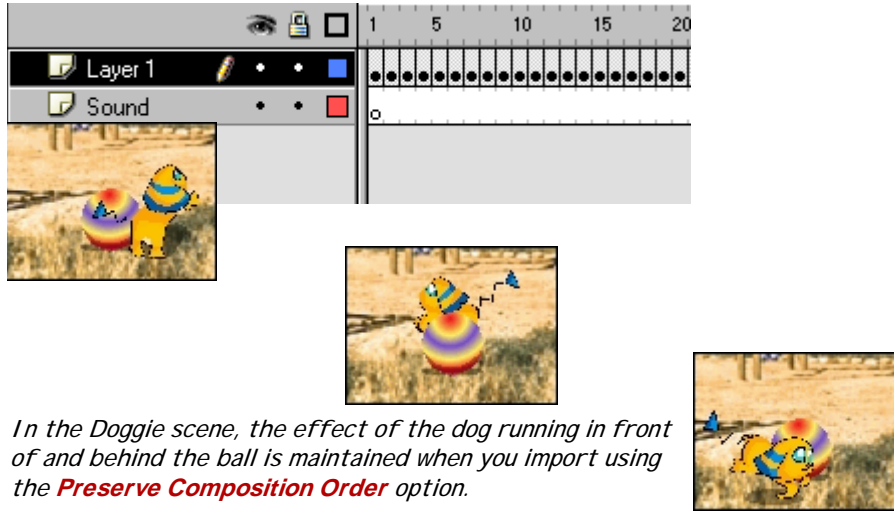 1 5 10 15 20
Layer 1
Sound
In the Doggie scene, the effect of the dog running in front
of and behind the ball is maintained when you import using
the Preserve Composition Order option.